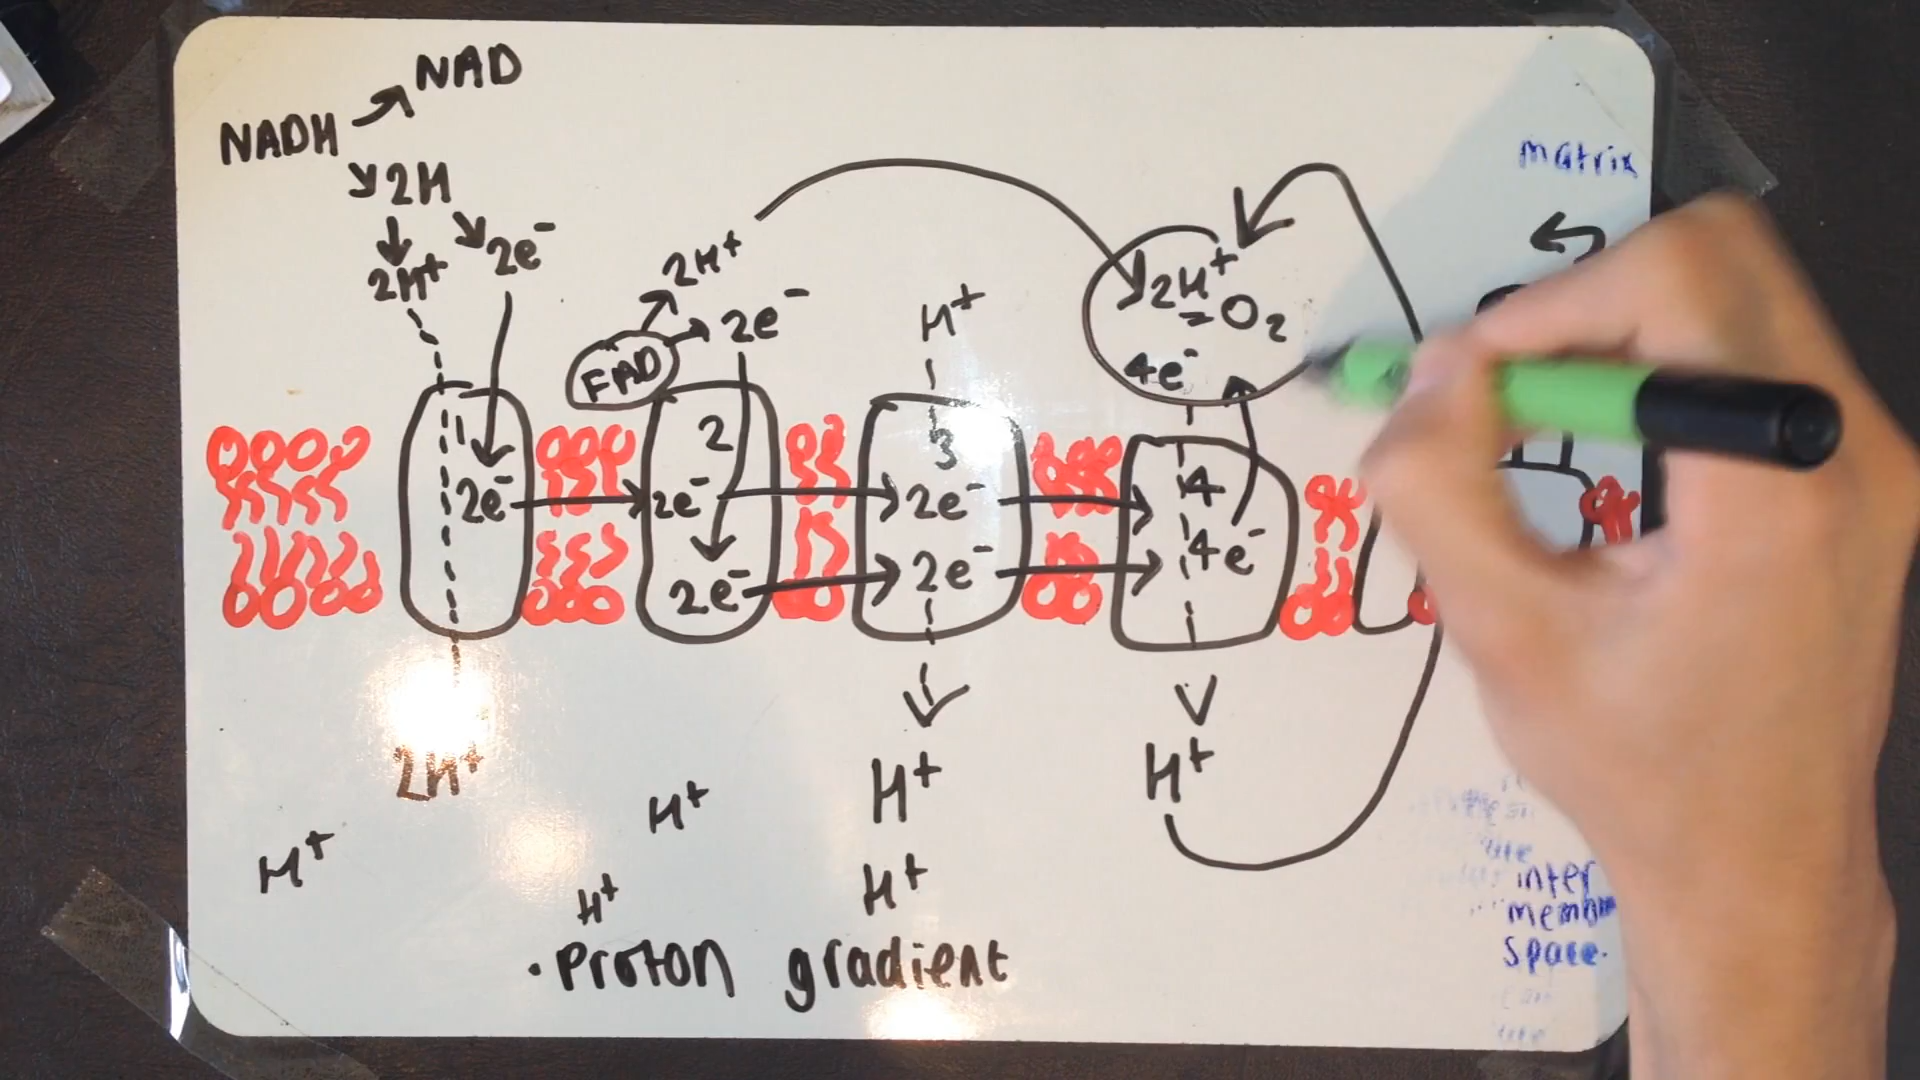 NAD
NADH
2H
2H⁺
2e⁻
2H⁺
2e⁻
FAD
H⁺
2H⁺
O₂
4e⁻
matrix
1
2e⁻
2
2e⁻
2e⁻
3
2e⁻
2e⁻
4
4e⁻
2H⁺
H⁺
H⁺
H⁺
H⁺
H⁺
H⁺
• Proton gradient
inter
space.